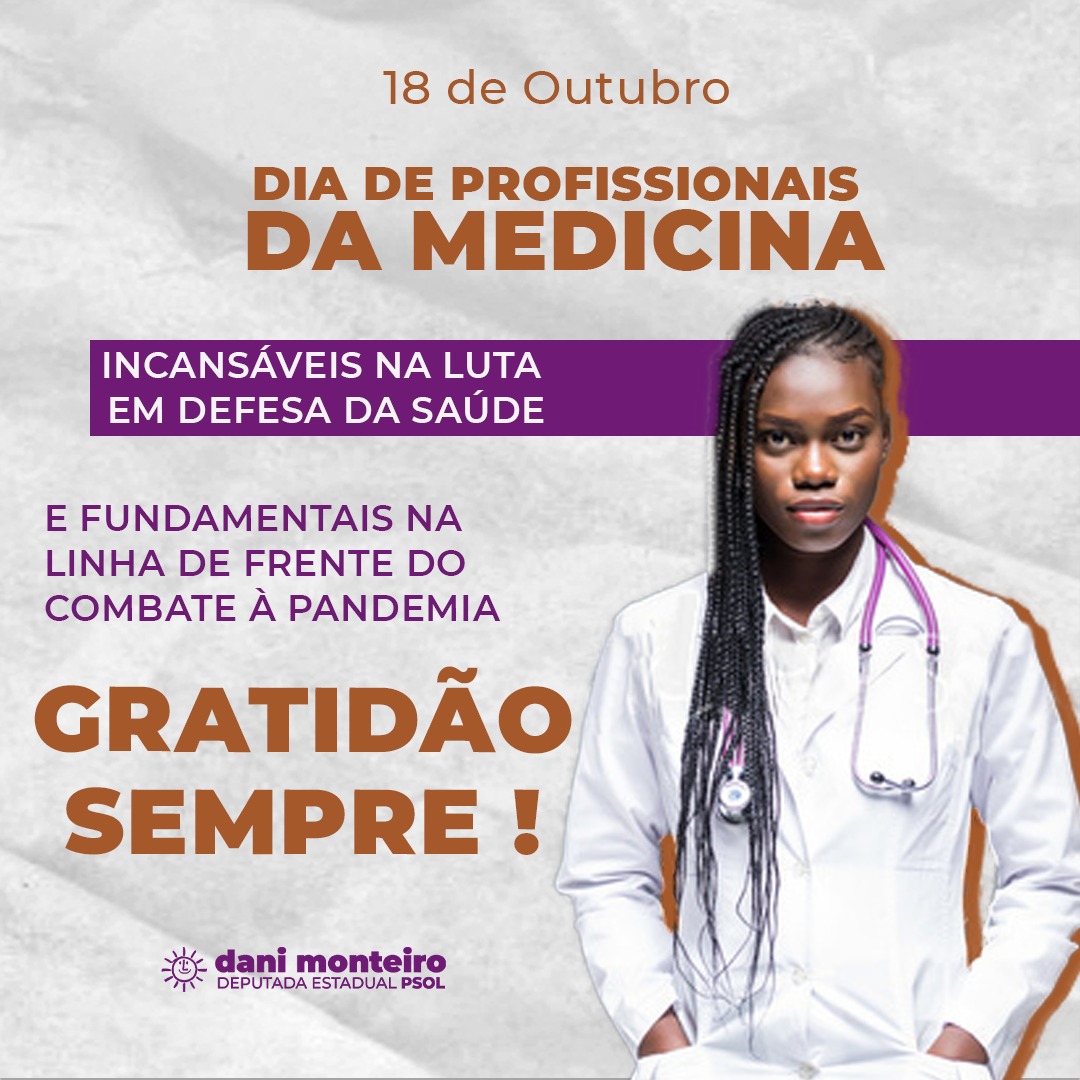 18 de Outubro
DIA DE PROFISSIONAIS
DA MEDICINA
INCANSÁVEIS NA LUTA
EM DEFESA DA SAÚDE
E FUNDAMENTAIS NA
LINHA DE FRENTE DO
COMBATE À PANDEMIA
GRATIDÃO
SEMPRE !
dani monteiro
DEPUTADA ESTADUAL PSOL